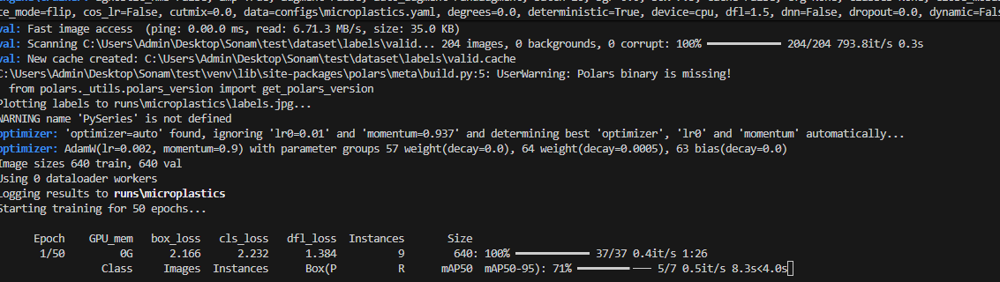 ce_mode=flip, cos_lr=False, cutmix=0.0, data=configs\microplastics.yaml, degrees=0.0, deterministic=True, device=cpu, dfl=1.5, dnn=False, dropout=0.0, dynamic=Fals
val: Fast image access (ping: 0.00.0 ms, read: 6.71.3 MB/s, size: 35.0 KB)
val: Scanning C:\Users\Admin\Desktop\Sonam\test\dataset\labels\valid... 204 images, 0 backgrounds, 0 corrupt: 100% 204/204 793.8it/s 0.3s
val: New cache created: C:\Users\Admin\Desktop\Sonam\test\dataset\labels\valid.cache
C:\Users\Admin\Desktop\Sonam\test\venv\lib\site-packages\polars\meta\build.py:5: UserWarning: Polars binary is missing!
from polars._utils.polars_version import get_polars_version
Plotting labels to runs\microplastics\labels.jpg...
WARNING name 'PySeries' is not defined
optimizer: 'optimizer=auto' found, ignoring 'lr0=0.01' and 'momentum=0.937' and determining best 'optimizer', 'lr0' and 'momentum' automatically...
optimizer: AdamW(lr=0.002, momentum=0.9) with parameter groups 57 weight(decay=0.0), 64 weight(decay=0.0005), 63 bias(decay=0.0)
Image sizes 640 train, 640 val
Using 0 dataloader workers
Logging results to runs\microplastics
Starting training for 50 epochs...
Epoch GPU_mem box_loss cls_loss dfl_loss Instances Size
1/50 0G 2.166 2.232 1.384 9 640: 100% 37/37 0.4it/s 1:26
Class Images Instances Box(P R mAP50 mAP50-95): 71% 5/7 0.5it/s 8.3s<4.0s